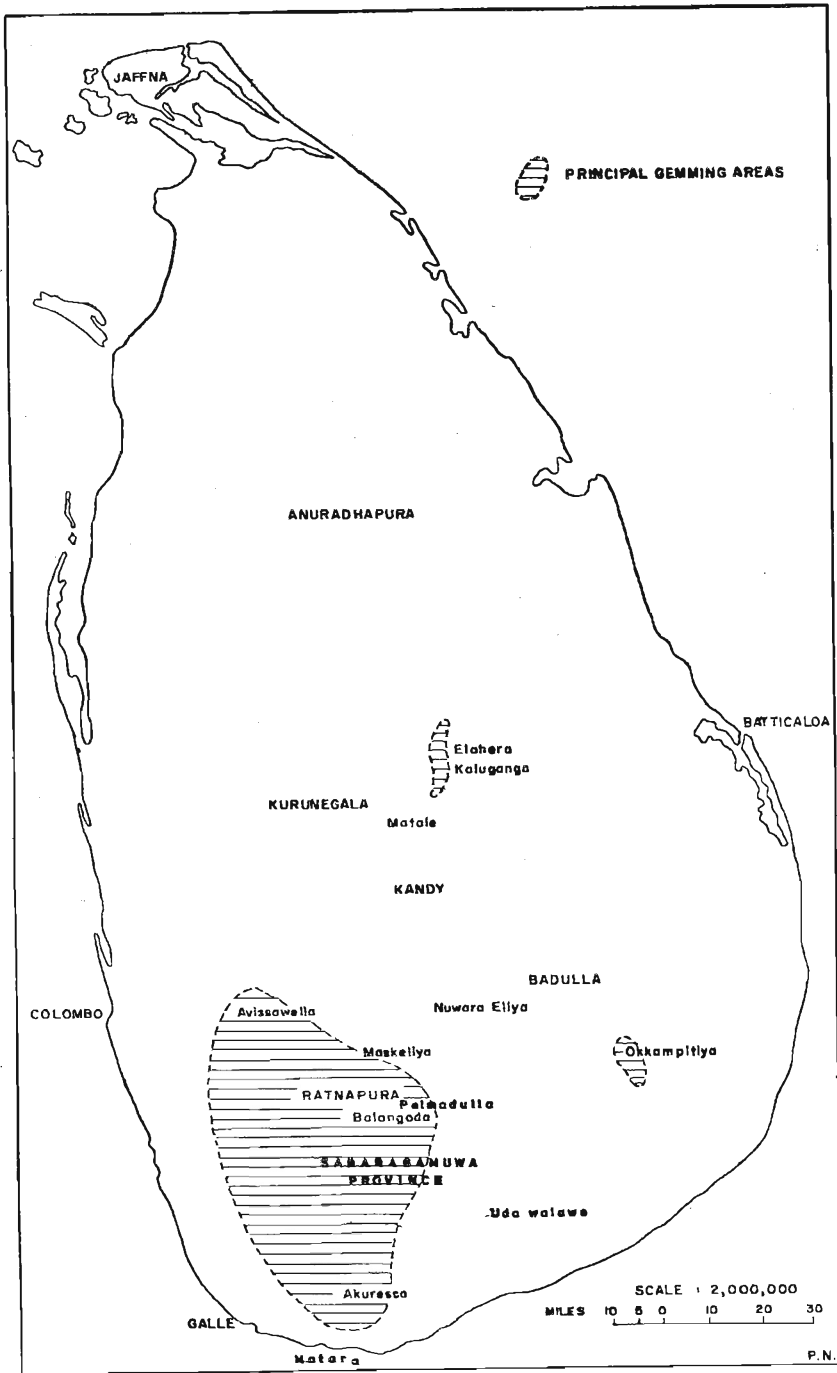 JAFFNA
PRINCIPAL GEMMING AREAS
ANURADHAPURA
BATTICALOA
Elahera
Kaluganga
KURUNEGALA
Matale
KANDY
BADULLA
Nuwara Eliya
COLOMBO
Avissawella
Maskeliya
Okkampitiya
RATNAPURA
Pelmadulla
Balangoda
SABARAGAMUWA
PROVINCE
Uda walawe
SCALE 1 2,000,000
MILES 10 5 0 10 20 30
Akuressa
GALLE
Matara
P.N.